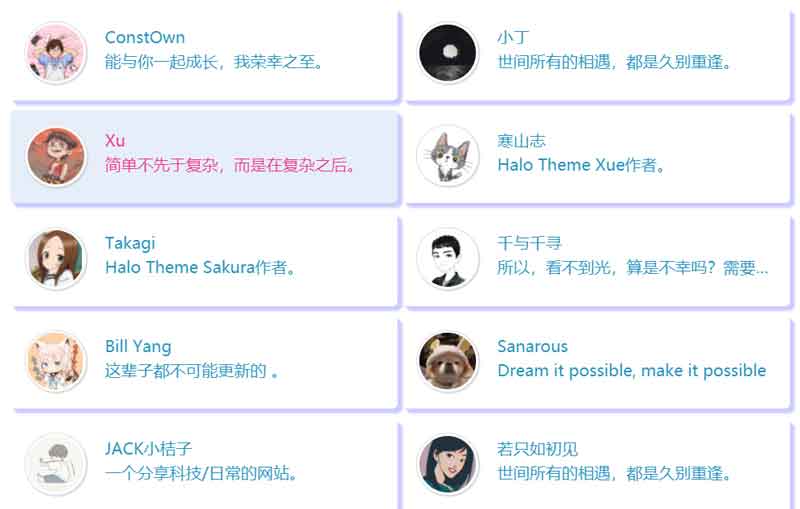 ConstOwn
能与你一起成长，我荣幸之至。
小丁
世间所有的相遇，都是久别重逢。
Xu
简单不先于复杂，而是在复杂之后。
寒山志
Halo Theme Xue作者。
Takagi
Halo Theme Sakura作者。
千与千寻
所以，看不到光，算是不幸吗？需要...
Bill Yang
这辈子都不可能更新的 。
Sanarous
Dream it possible, make it possible
JACK小桔子
一个分享科技/日常的网站。
若只如初见
世间所有的相遇，都是久别重逢。